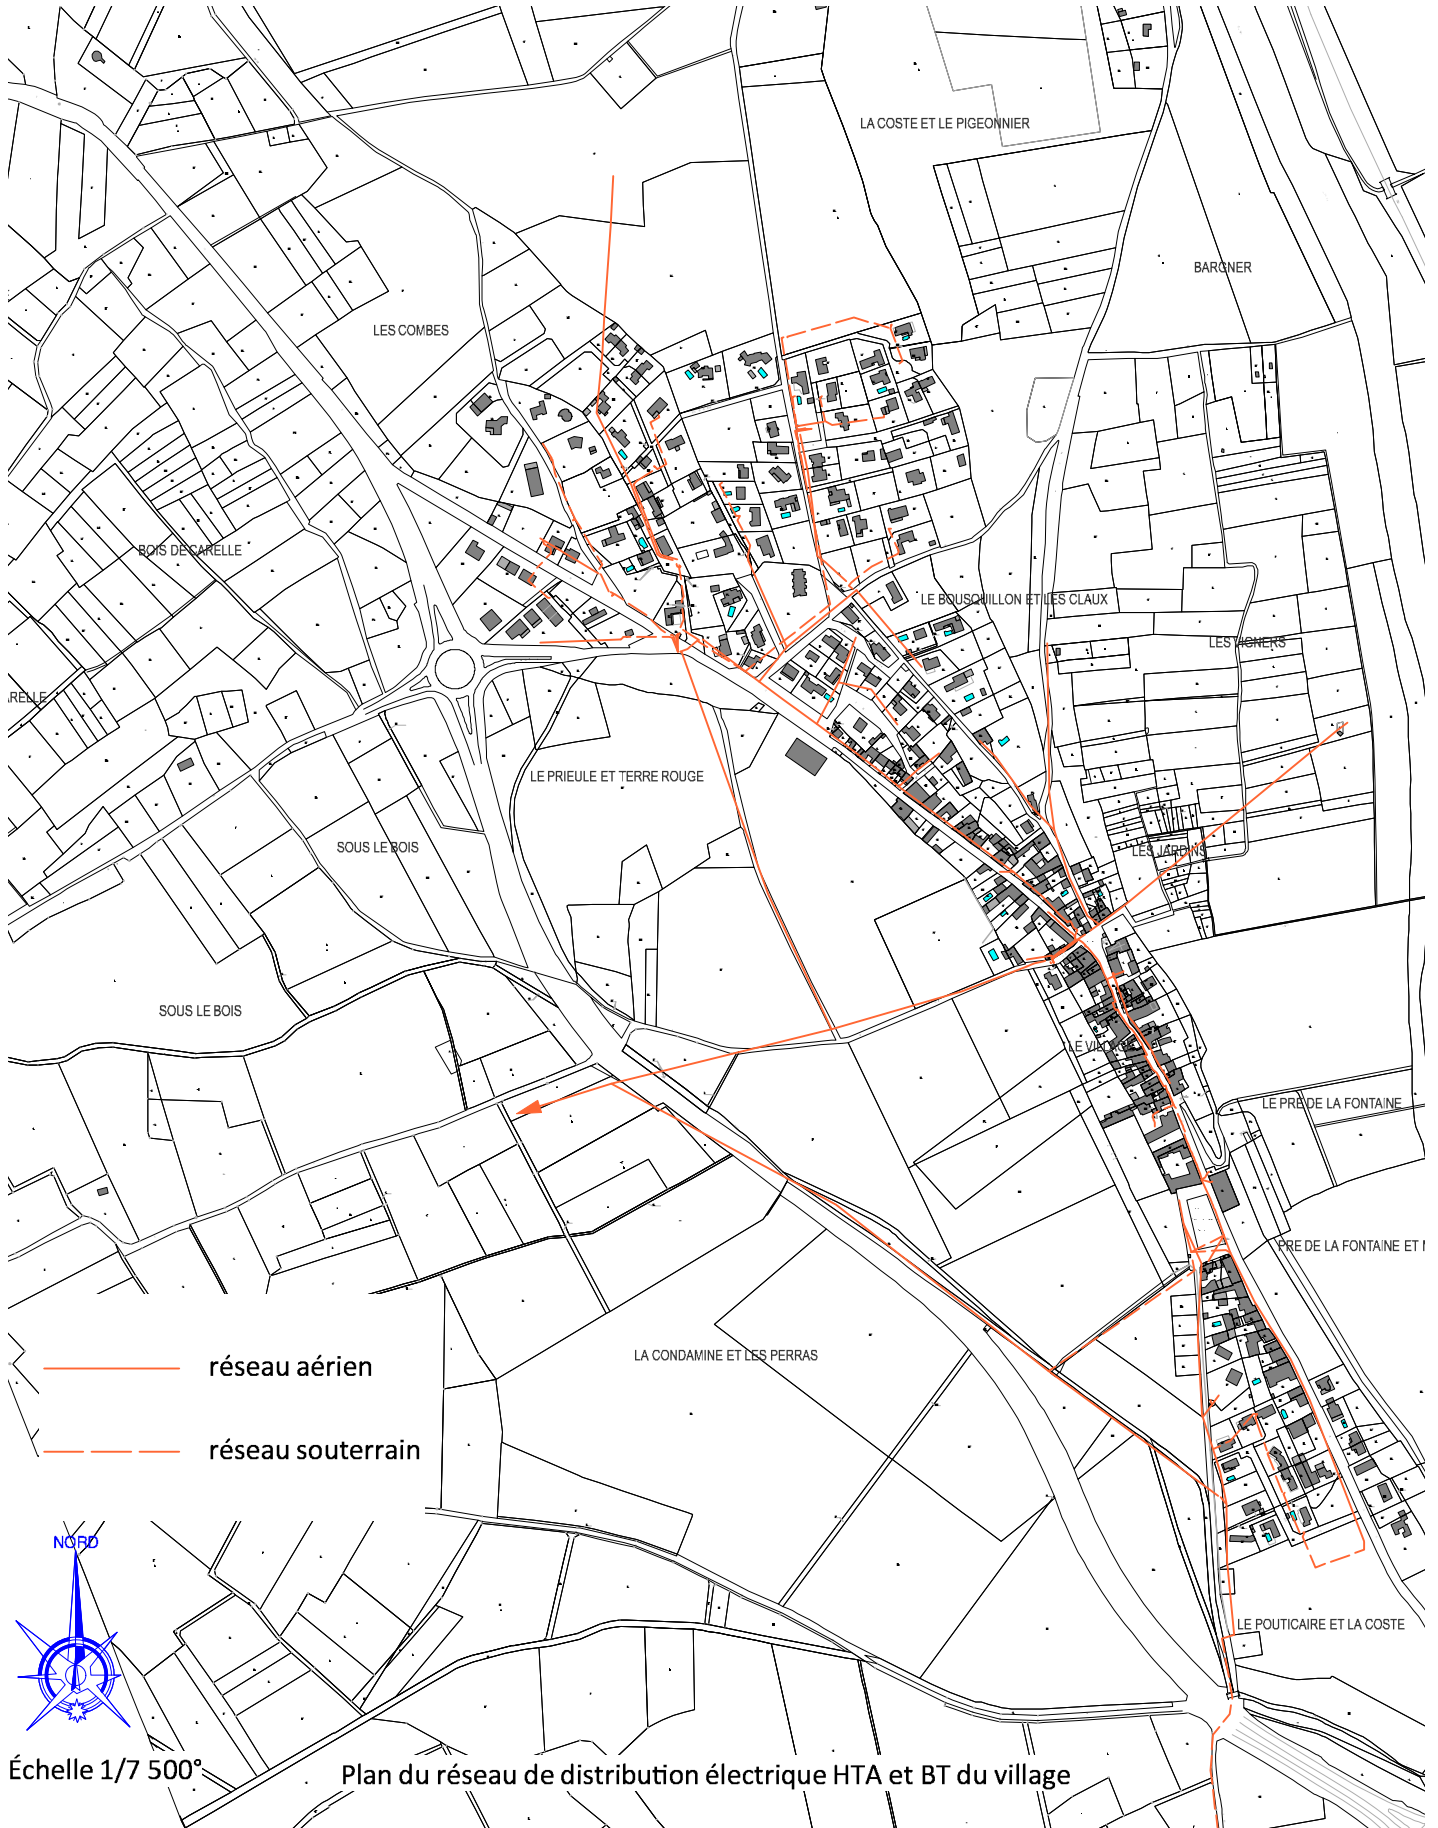 LA COSTE ET LE PIGEONNIER
BARGNER
LES COMBES
BOIS DE CARELLE
LE BOUSQUILLON ET LES CLAUX
LES VIGNERS
ARELLE
LE PRIEULE ET TERRE ROUGE
SOUS LE BOIS
LES JARDINS
SOUS LE BOIS
LE VILLAGE
LE PRE DE LA FONTAINE
PRE DE LA FONTAINE ET
LA CONDAMINE ET LES PERRAS
réseau aérien
réseau souterrain
NORD
LE POUTICAIRE ET LA COSTE
Échelle 1/7 500°
Plan du réseau de distribution électrique HTA et BT du village